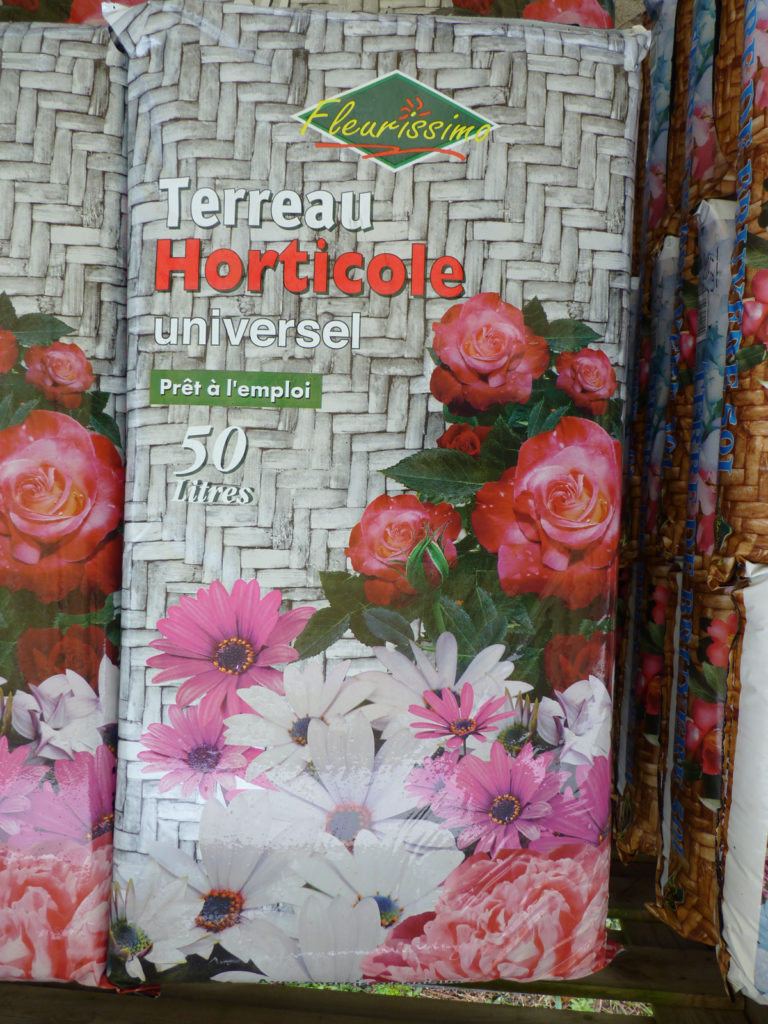 Fleurissimo
Terreau
Horticole
universel
Prêt à l'emploi
50
litres